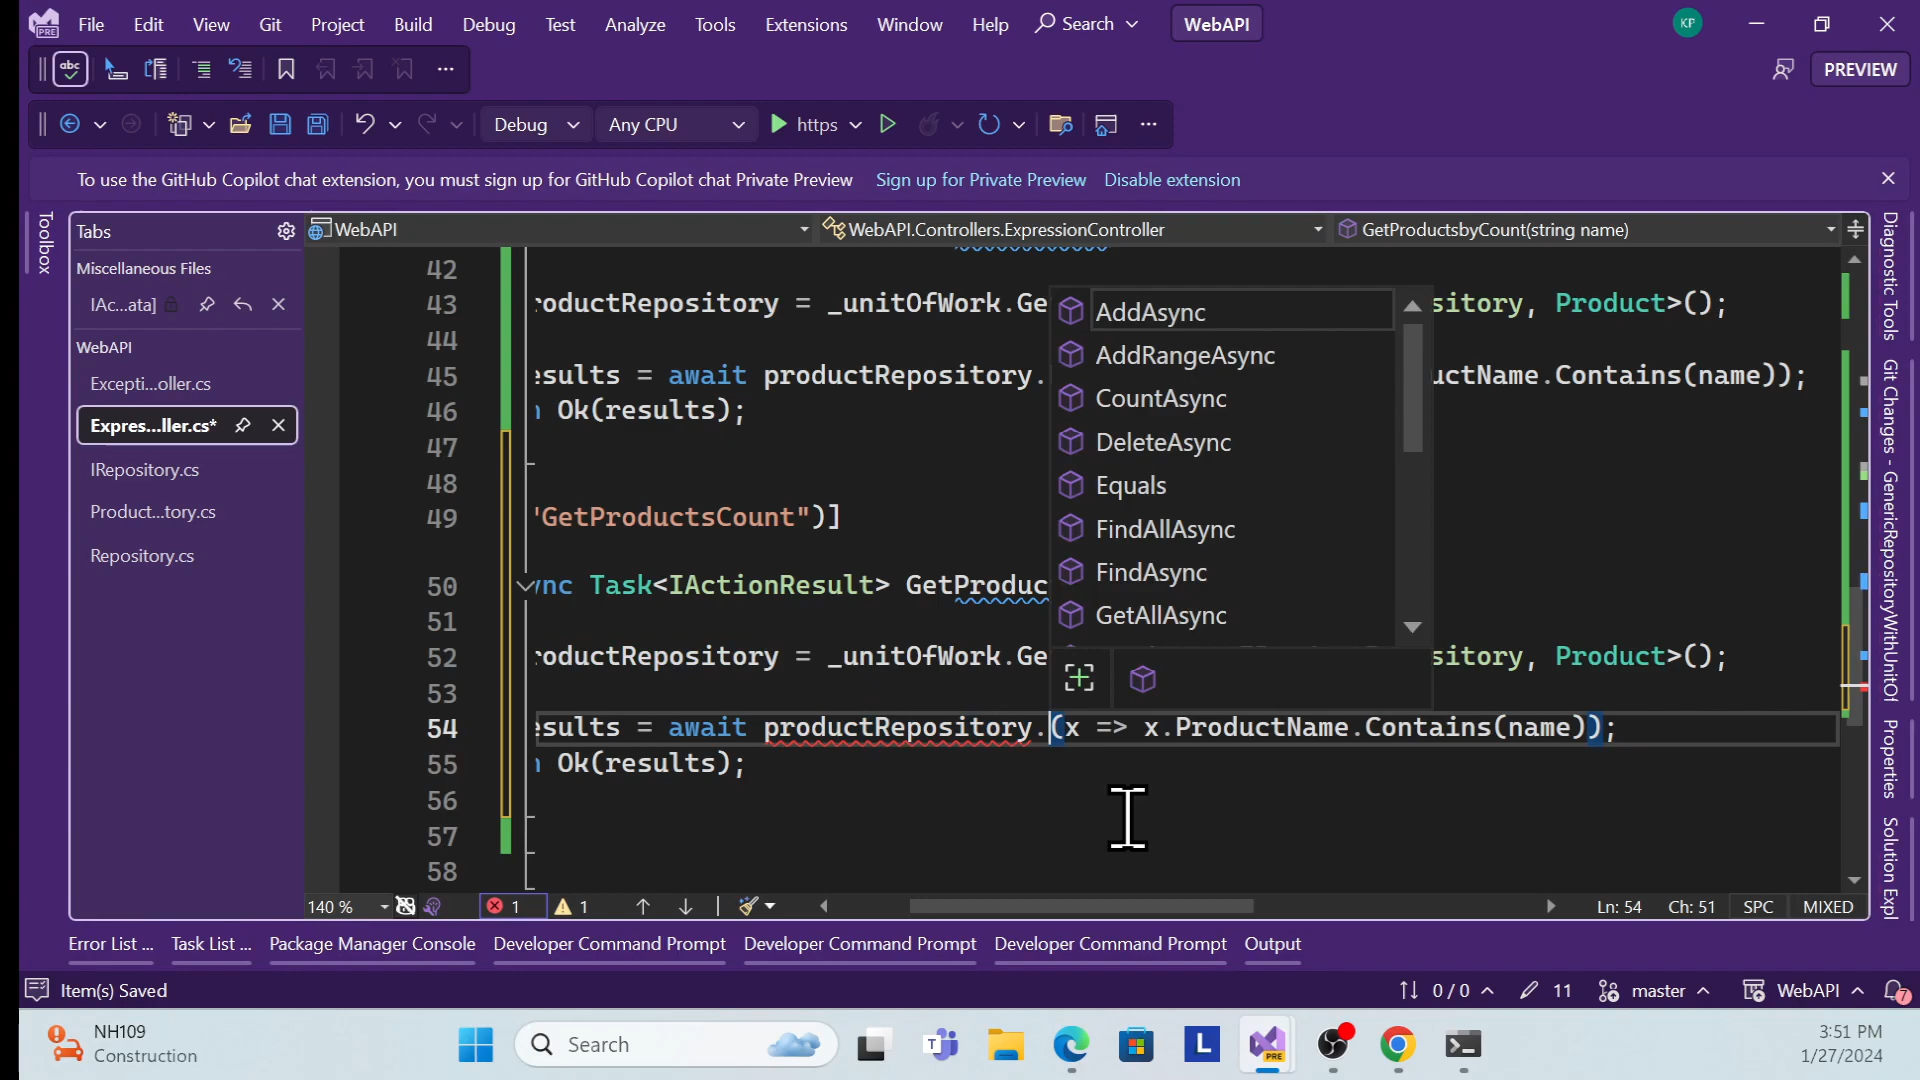 File Edit View Git Project Build Debug Test Analyze Tools Extensions Window Help Search WebAPI KP
abc PREVIEW
Debug Any CPU https
To use the GitHub Copilot chat extension, you must sign up for GitHub Copilot chat Private Preview Sign up for Private Preview Disable extension
Toolbox
Tabs
Miscellaneous Files
IAc...ata]
WebAPI
Excepti...oller.cs
Expres...ller.cs*
IRepository.cs
Product...tory.cs
Repository.cs
WebAPI WebAPI.Controllers.ExpressionController GetProductsbyCount(string name)
42
43 roductRepository = _unitOfWork.Ge sitory, Product>();
44
45 esults = await productRepository. uctName.Contains(name));
46 n Ok(results);
47
48
49 "GetProductsCount")]
50 ync Task<IActionResult> GetProduc
51
52 roductRepository = _unitOfWork.Ge sitory, Product>();
53
54 esults = await productRepository.(x => x.ProductName.Contains(name));
55 n Ok(results);
56
57
58
AddAsync
AddRangeAsync
CountAsync
DeleteAsync
Equals
FindAllAsync
FindAsync
GetAllAsync
Diagnostic Tools
Git Changes - GenericRepositoryWithUnitOf
Properties
Solution Expl
140 % 1 1 Ln: 54 Ch: 51 SPC MIXED
Error List ... Task List ... Package Manager Console Developer Command Prompt Developer Command Prompt Developer Command Prompt Output
Item(s) Saved 0 / 0 11 master WebAPI 7
NH109
Construction
Search
T
L
PRE
3:51 PM
1/27/2024